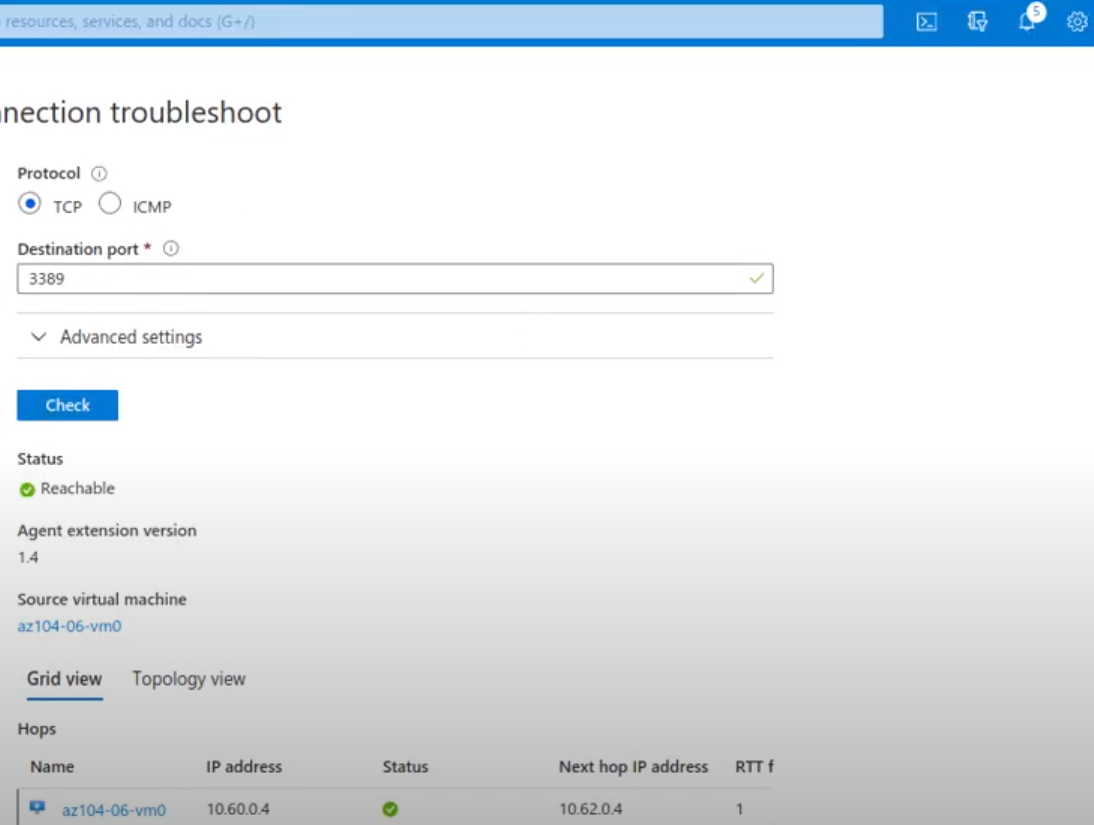 resources, services, and docs (G+/)
5
nnection troubleshoot
Protocol
TCP ICMP
Destination port *
3389
Advanced settings
Check
Status
Reachable
Agent extension version
1.4
Source virtual machine
az104-06-vm0
Grid view Topology view
Hops
Name IP address Status Next hop IP address RTT f
az104-06-vm0 10.60.0.4 10.62.0.4 1